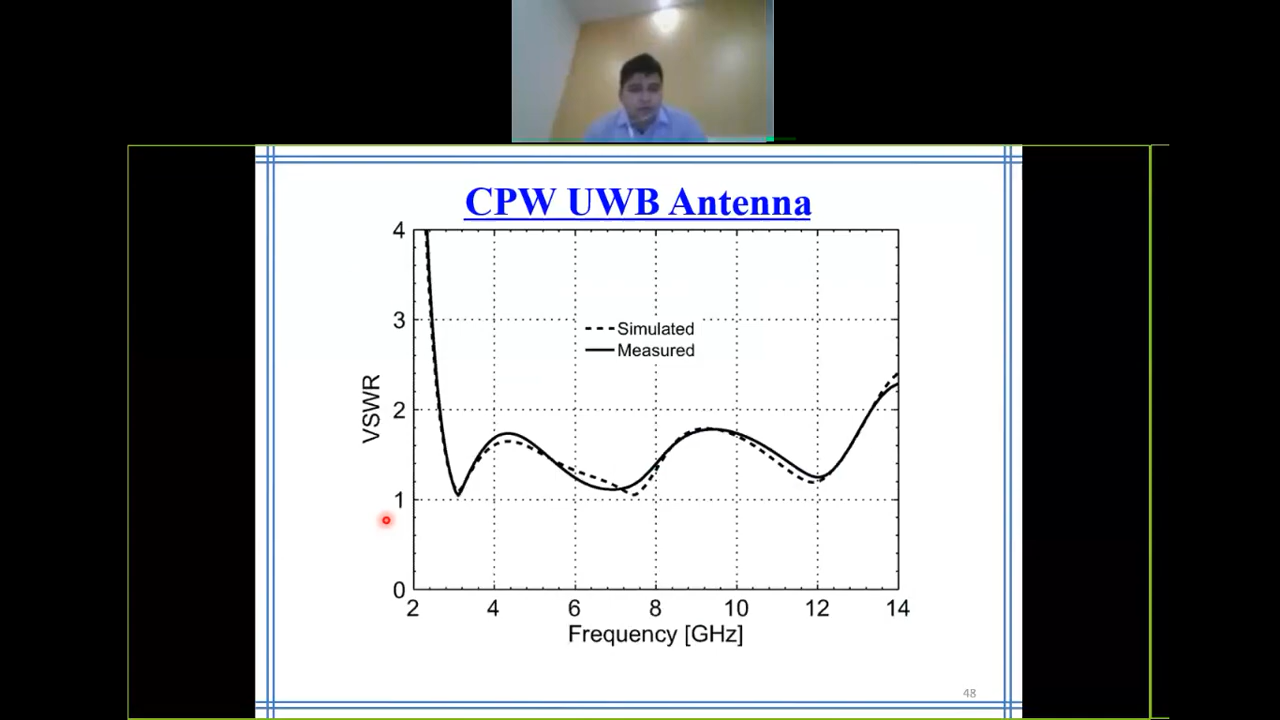 CPW UWB Antenna
4
3
2
1
0
VSWR
Simulated
Measured
2 4 6 8 10 12 14
Frequency [GHz]
48